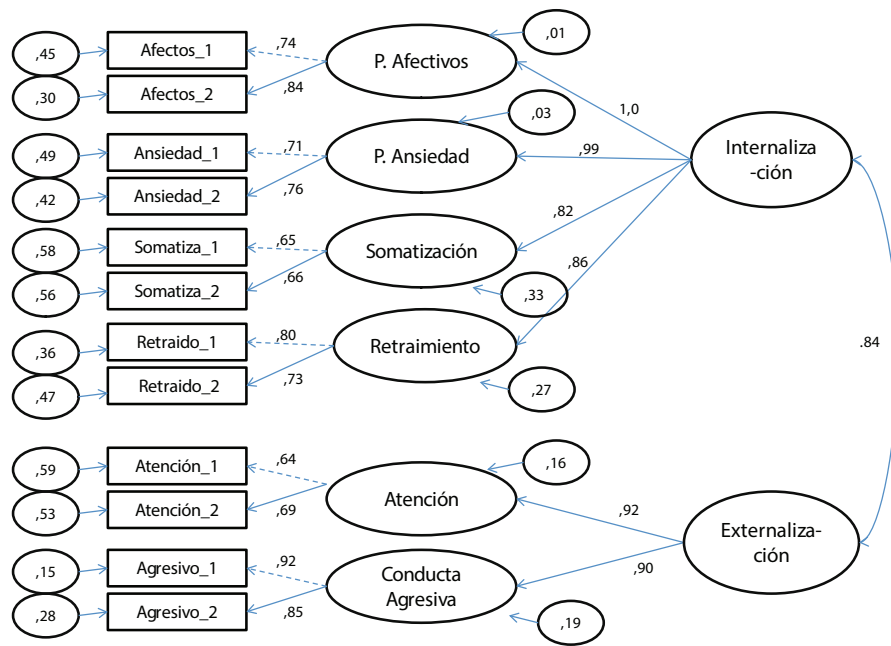 ,45
Afectos_1
,74
,30
Afectos_2
,84
P. Afectivos
,01
1,0
,49
Ansiedad_1
,71
,42
Ansiedad_2
,76
P. Ansiedad
,03
,99
Internaliza
-ción
,58
Somatiza_1
,65
,56
Somatiza_2
,66
Somatización
,33
,82
,36
Retraido_1
,80
,47
Retraido_2
,73
Retraimiento
,27
,86
.84
,59
Atención_1
,64
,53
Atención_2
,69
Atención
,16
,92
Externaliza-
ción
,15
Agresivo_1
,92
,28
Agresivo_2
,85
Conducta
Agresiva
,19
,90